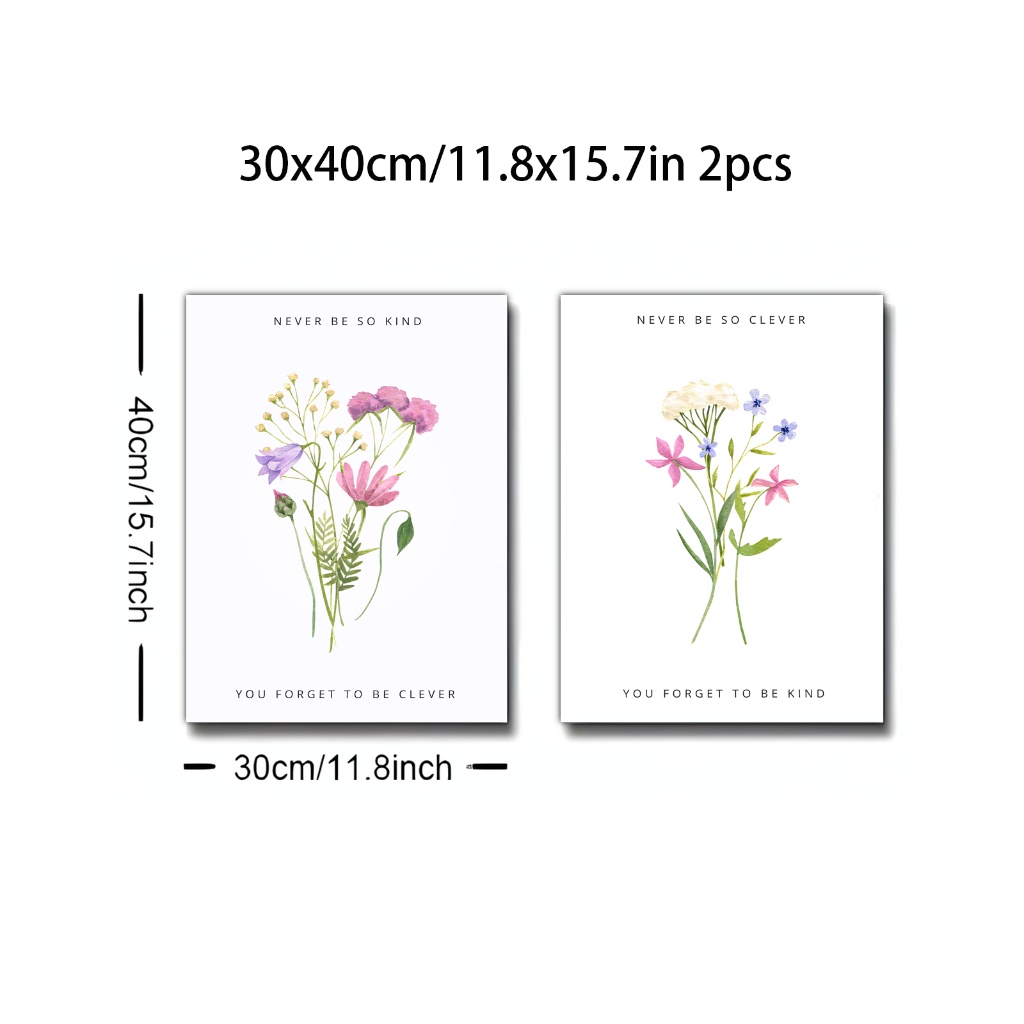 30x40cm/11.8x15.7in 2pcs
NEVER BE SO KIND
YOU FORGET TO BE CLEVER
NEVER BE SO CLEVER
YOU FORGET TO BE KIND
40cm/15.7inch
30cm/11.8inch